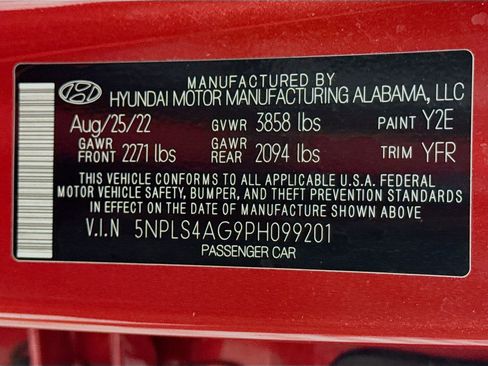 MANUFACTURED BY
HYUNDAI MOTOR MANUFACTURING ALABAMA, LLC
Aug/25/22 GVWR 3858 lbs PAINT Y2E
GAWR FRONT 2271 lbs GAWR REAR 2094 lbs TRIM YFR
THIS VEHICLE CONFORMS TO ALL APPLICABLE U.S.A. FEDERAL
MOTOR VEHICLE SAFETY, BUMPER, AND THEFT PREVENTION STANDARDS
IN EFFECT ON THE DATE OF MANUFACTURE SHOWN ABOVE
V.I.N 5NPLS4AG9PH099201
PASSENGER CAR